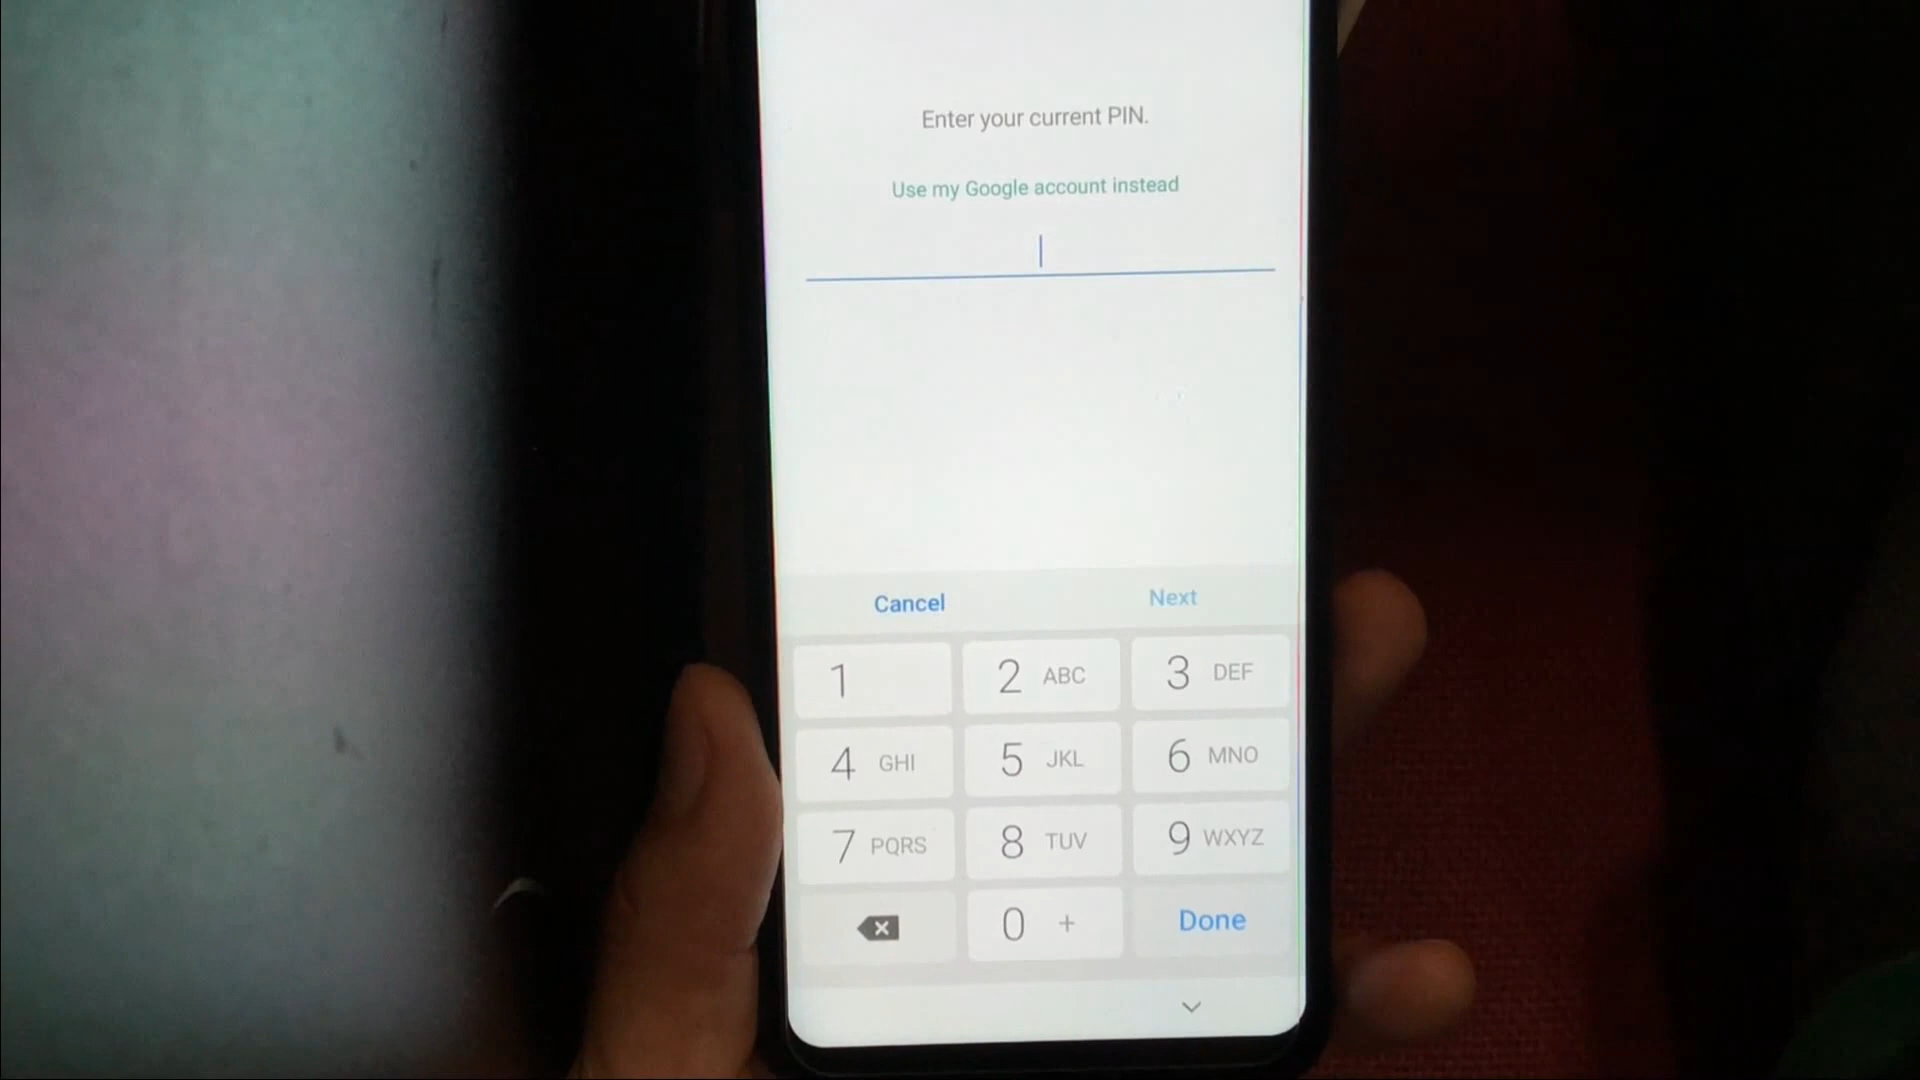 Enter your current PIN.
Use my Google account instead
Cancel Next
1 2 ABC 3 DEF
4 GHI 5 JKL 6 MNO
7 PQRS 8 TUV 9 WXYZ
0 + Done